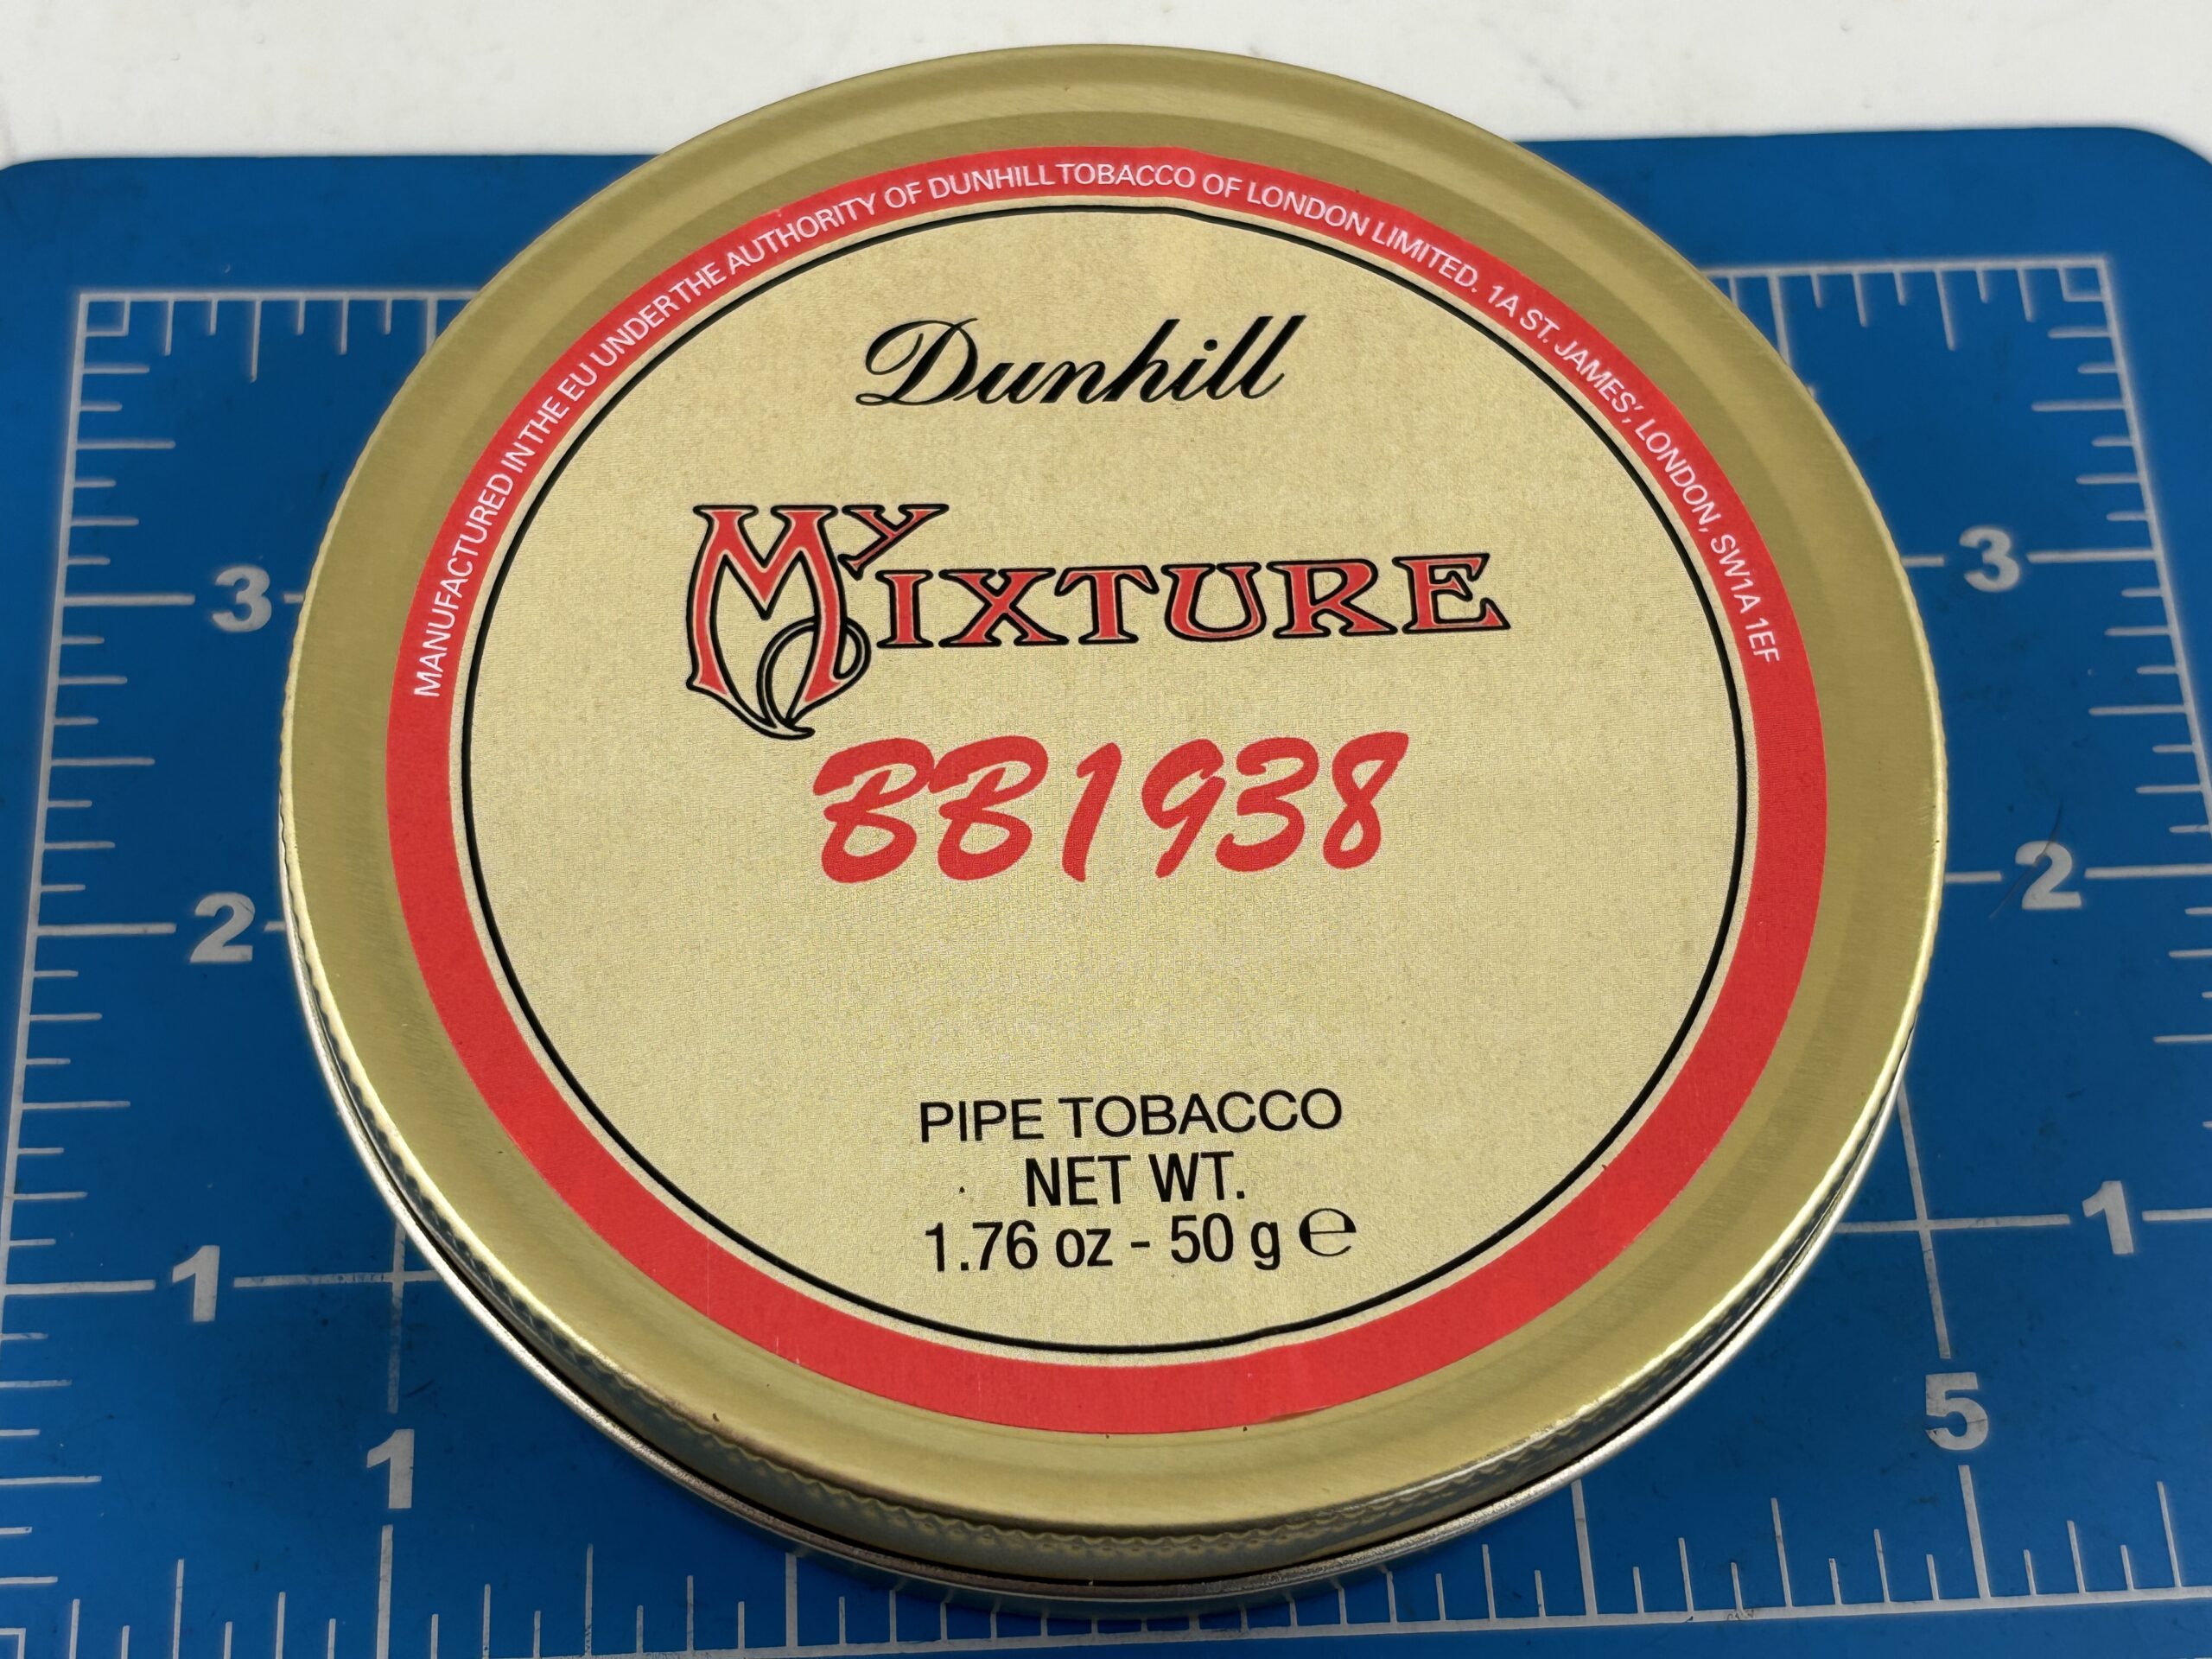 MANUFACTURED IN THE EU UNDER THE AUTHORITY OF DUNHILL TOBACCO OF LONDON LIMITED. 1A ST. JAMES', LONDON, SW1A 1EF
Dunhill
My Mixture
BB1938
PIPE TOBACCO
NET WT.
1.76 oz - 50 g ℮
3
3
2
2
1
1
1
5